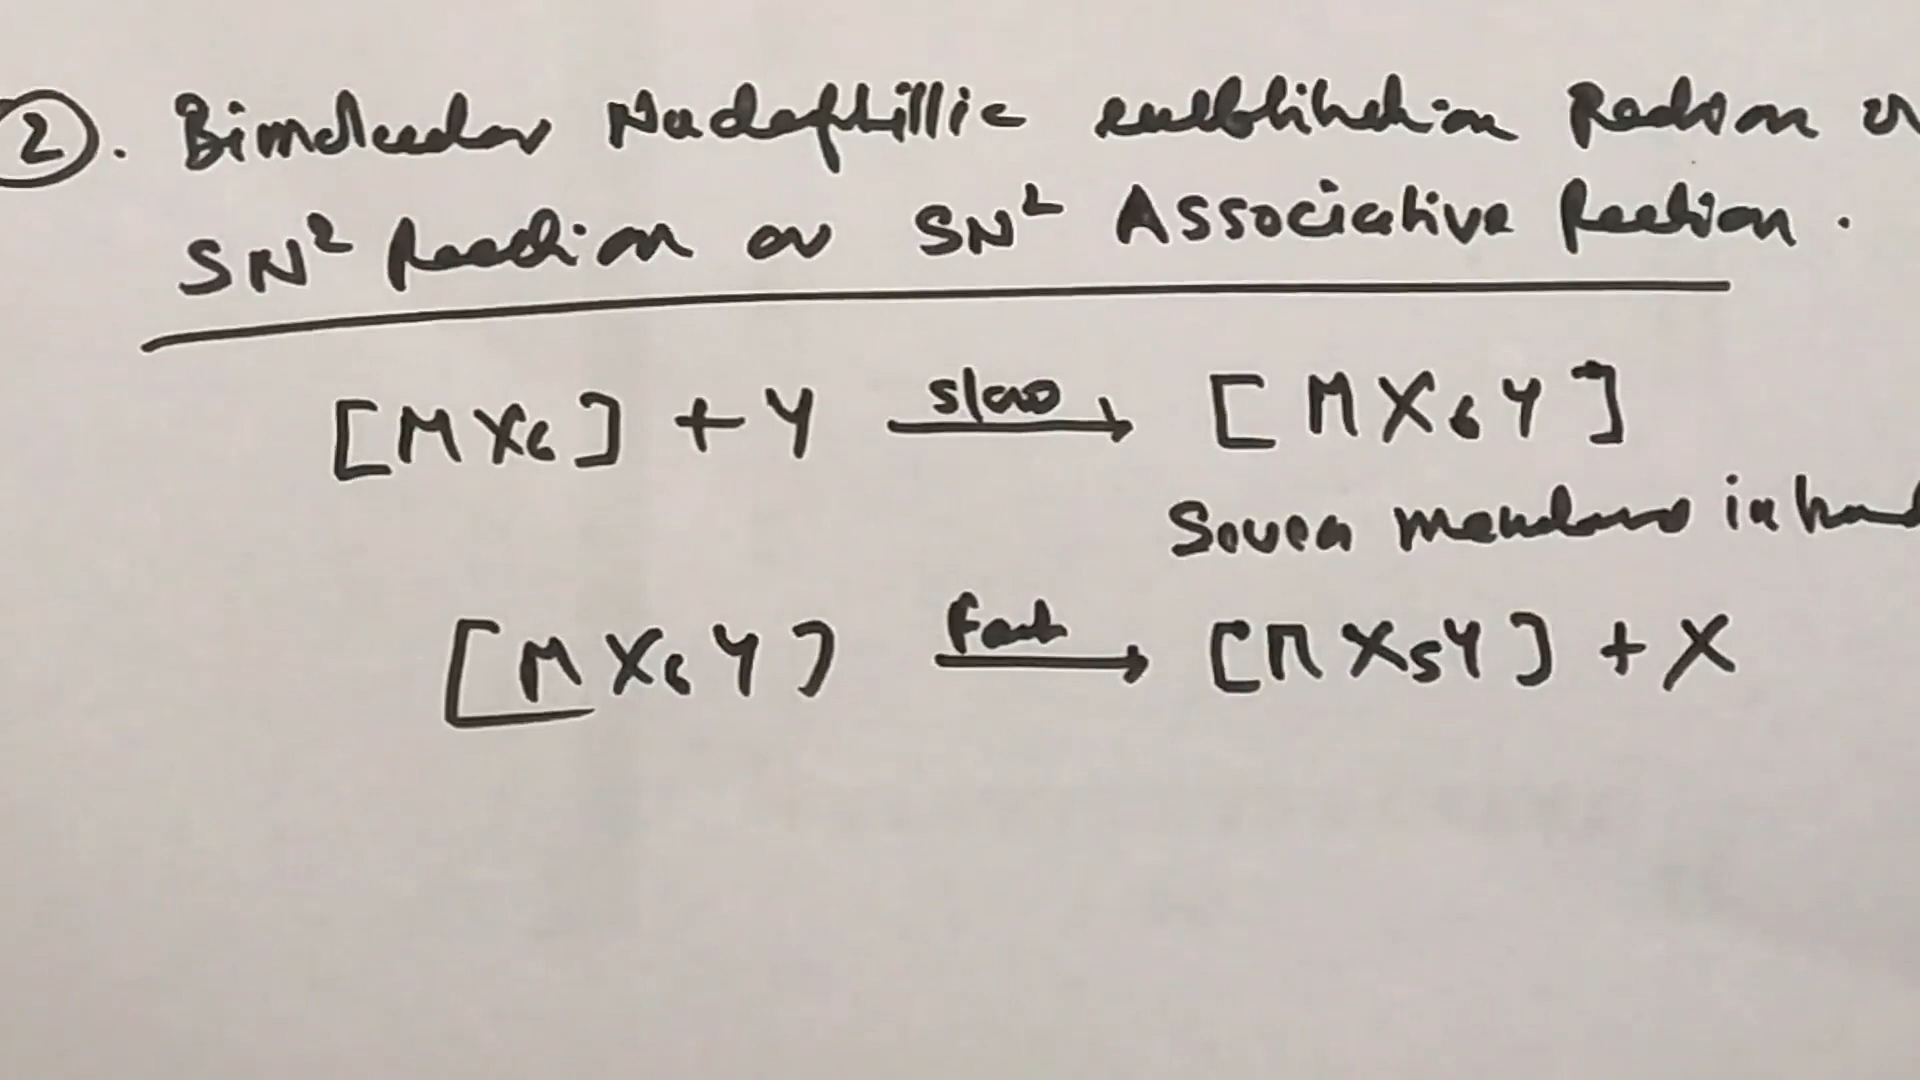 2. Bimolecular Nucleophillic substitution Reaction or
SN² Reaction or SN² Associative Reaction.
[MX₆] + Y slow → [MX₆Y]
Seven membered
[MX₆Y] fast → [MX₅Y] + X